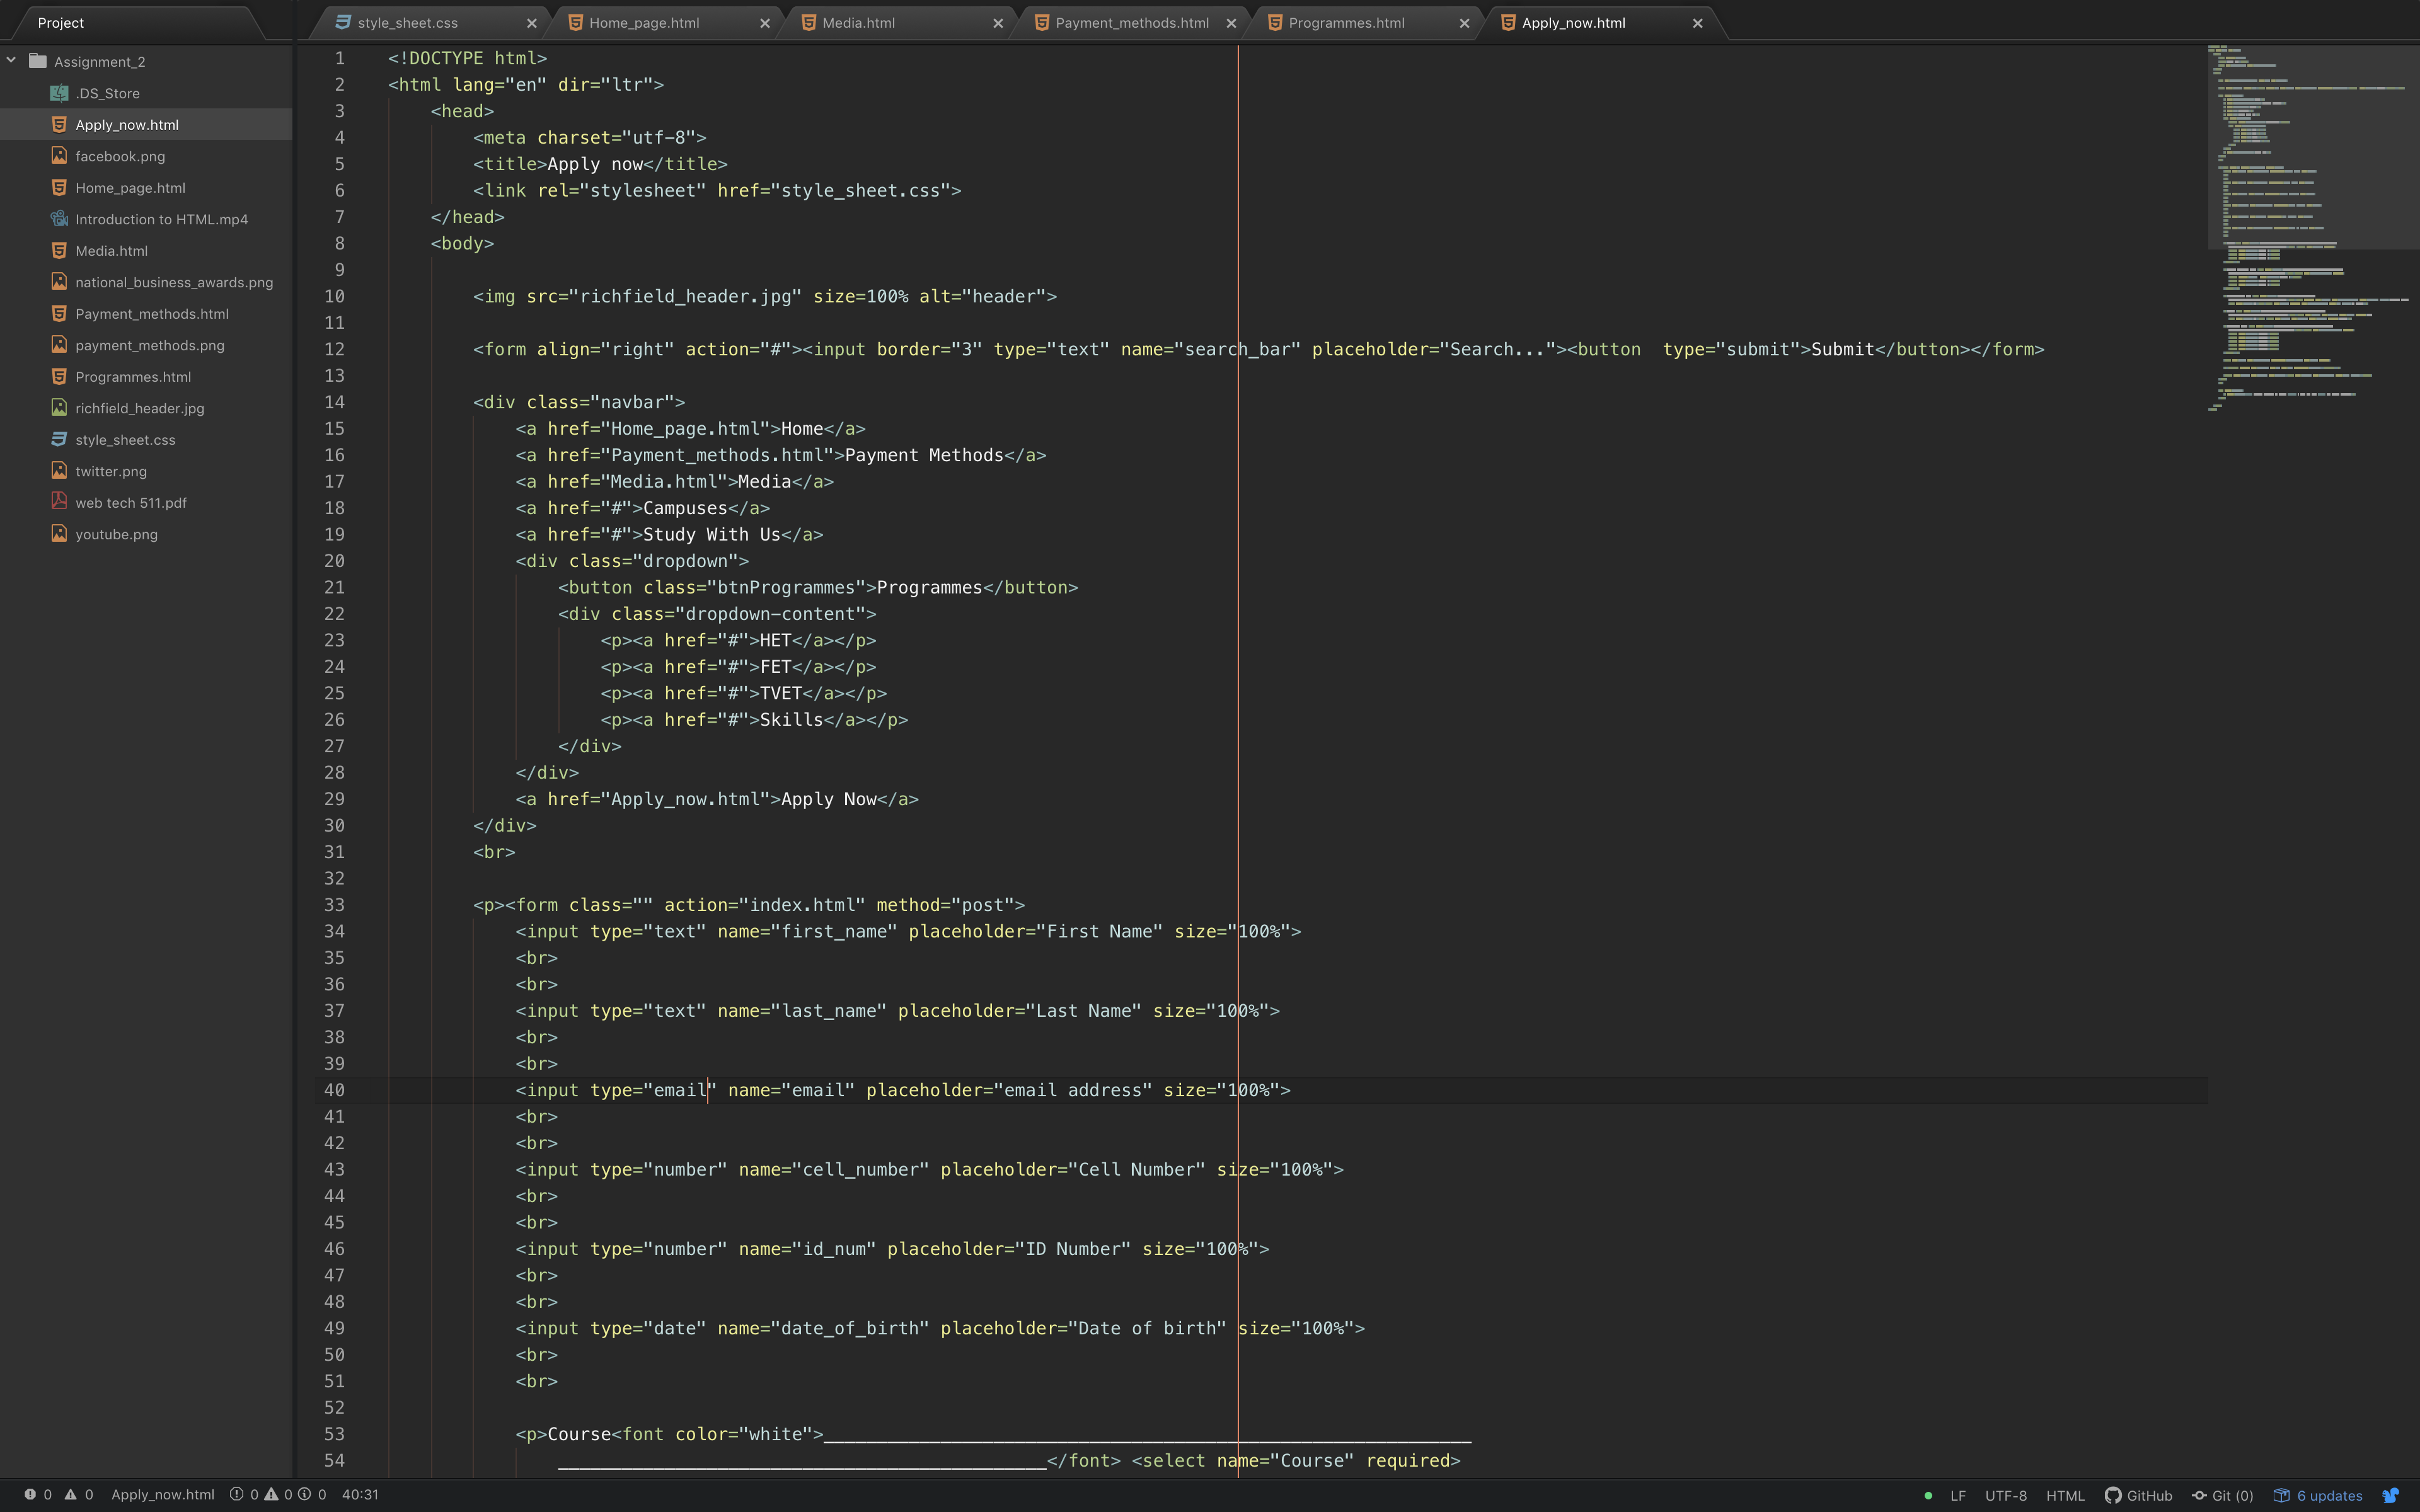 Project
style_sheet.css
Home_page.html
Media.html
Payment_methods.html
Programmes.html
Apply_now.html
Assignment_2
.DS_Store
Apply_now.html
facebook.png
Home_page.html
Introduction to HTML.mp4
Media.html
national_business_awards.png
Payment_methods.html
payment_methods.png
Programmes.html
richfield_header.jpg
style_sheet.css
twitter.png
web tech 511.pdf
youtube.png
1 <!DOCTYPE html>
2 <html lang="en" dir="ltr">
3 <head>
4 <meta charset="utf-8">
5 <title>Apply now</title>
6 <link rel="stylesheet" href="style_sheet.css">
7 </head>
8 <body>
9
10 <img src="richfield_header.jpg" size=100% alt="header">
11
12 <form align="right" action="#"><input border="3" type="text" name="search_bar" placeholder="Search..."><button  type="submit">Submit</button></form>
13
14 <div class="navbar">
15 <a href="Home_page.html">Home</a>
16 <a href="Payment_methods.html">Payment Methods</a>
17 <a href="Media.html">Media</a>
18 <a href="#">Campuses</a>
19 <a href="#">Study With Us</a>
20 <div class="dropdown">
21 <button class="btnProgrammes">Programmes</button>
22 <div class="dropdown-content">
23 <p><a href="#">HET</a></p>
24 <p><a href="#">FET</a></p>
25 <p><a href="#">TVET</a></p>
26 <p><a href="#">Skills</a></p>
27 </div>
28 </div>
29 <a href="Apply_now.html">Apply Now</a>
30 </div>
31 <br>
32
33 <p><form class="" action="index.html" method="post">
34 <input type="text" name="first_name" placeholder="First Name" size="100%">
35 <br>
36 <br>
37 <input type="text" name="last_name" placeholder="Last Name" size="100%">
38 <br>
39 <br>
40 <input type="email" name="email" placeholder="email address" size="100%">
41 <br>
42 <br>
43 <input type="number" name="cell_number" placeholder="Cell Number" size="100%">
44 <br>
45 <br>
46 <input type="number" name="id_num" placeholder="ID Number" size="100%">
47 <br>
48 <br>
49 <input type="date" name="date_of_birth" placeholder="Date of birth" size="100%">
50 <br>
51 <br>
52
53 <p>Course<font color="white">_____________________________________________________________
54 ______________________________________________</font> <select name="Course" required>
0 0 Apply_now.html 0 0 0 40:31
LF UTF-8 HTML GitHub Git (0) 6 updates